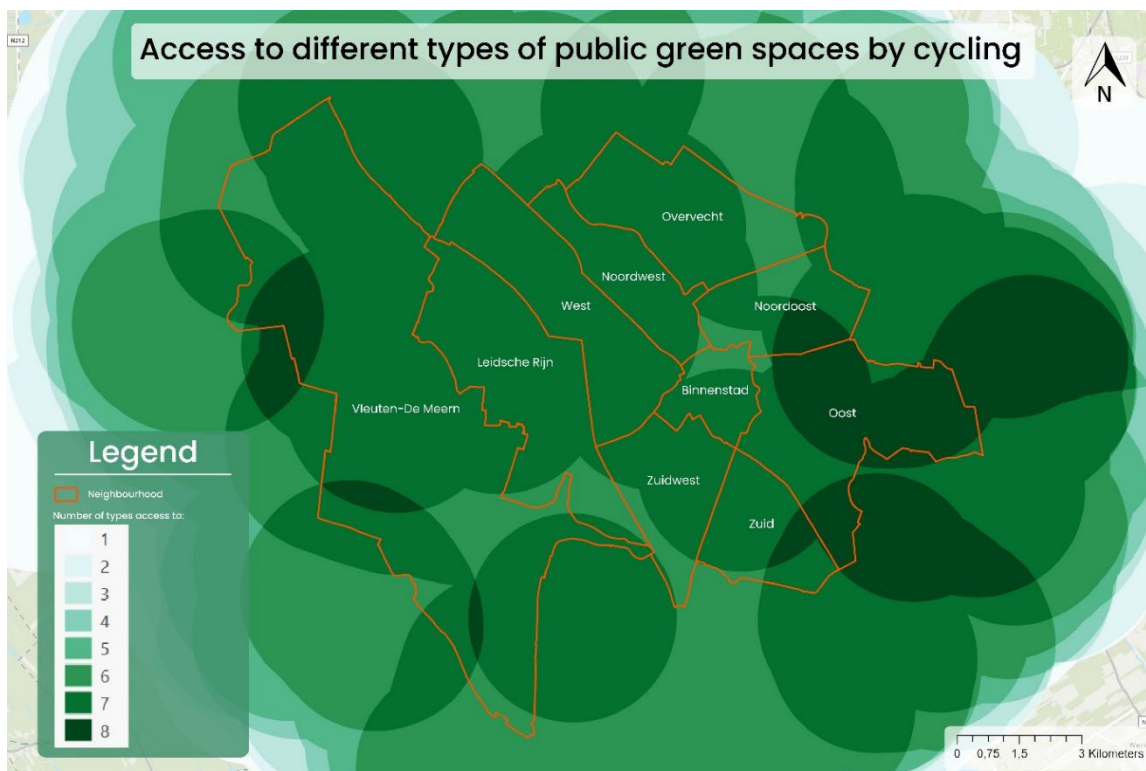 Access to different types of public green spaces by cycling
N212
N
Overvecht
Noordwest
West
Noordoost
Leidsche Rijn
Binnenstad
Vleuten-De Meern
Oost
Zuidwest
Zuid
Legend
Neighbourhood
Number of types access to:
1
2
3
4
5
6
7
8
0 0,75 1,5 3 Kilometers